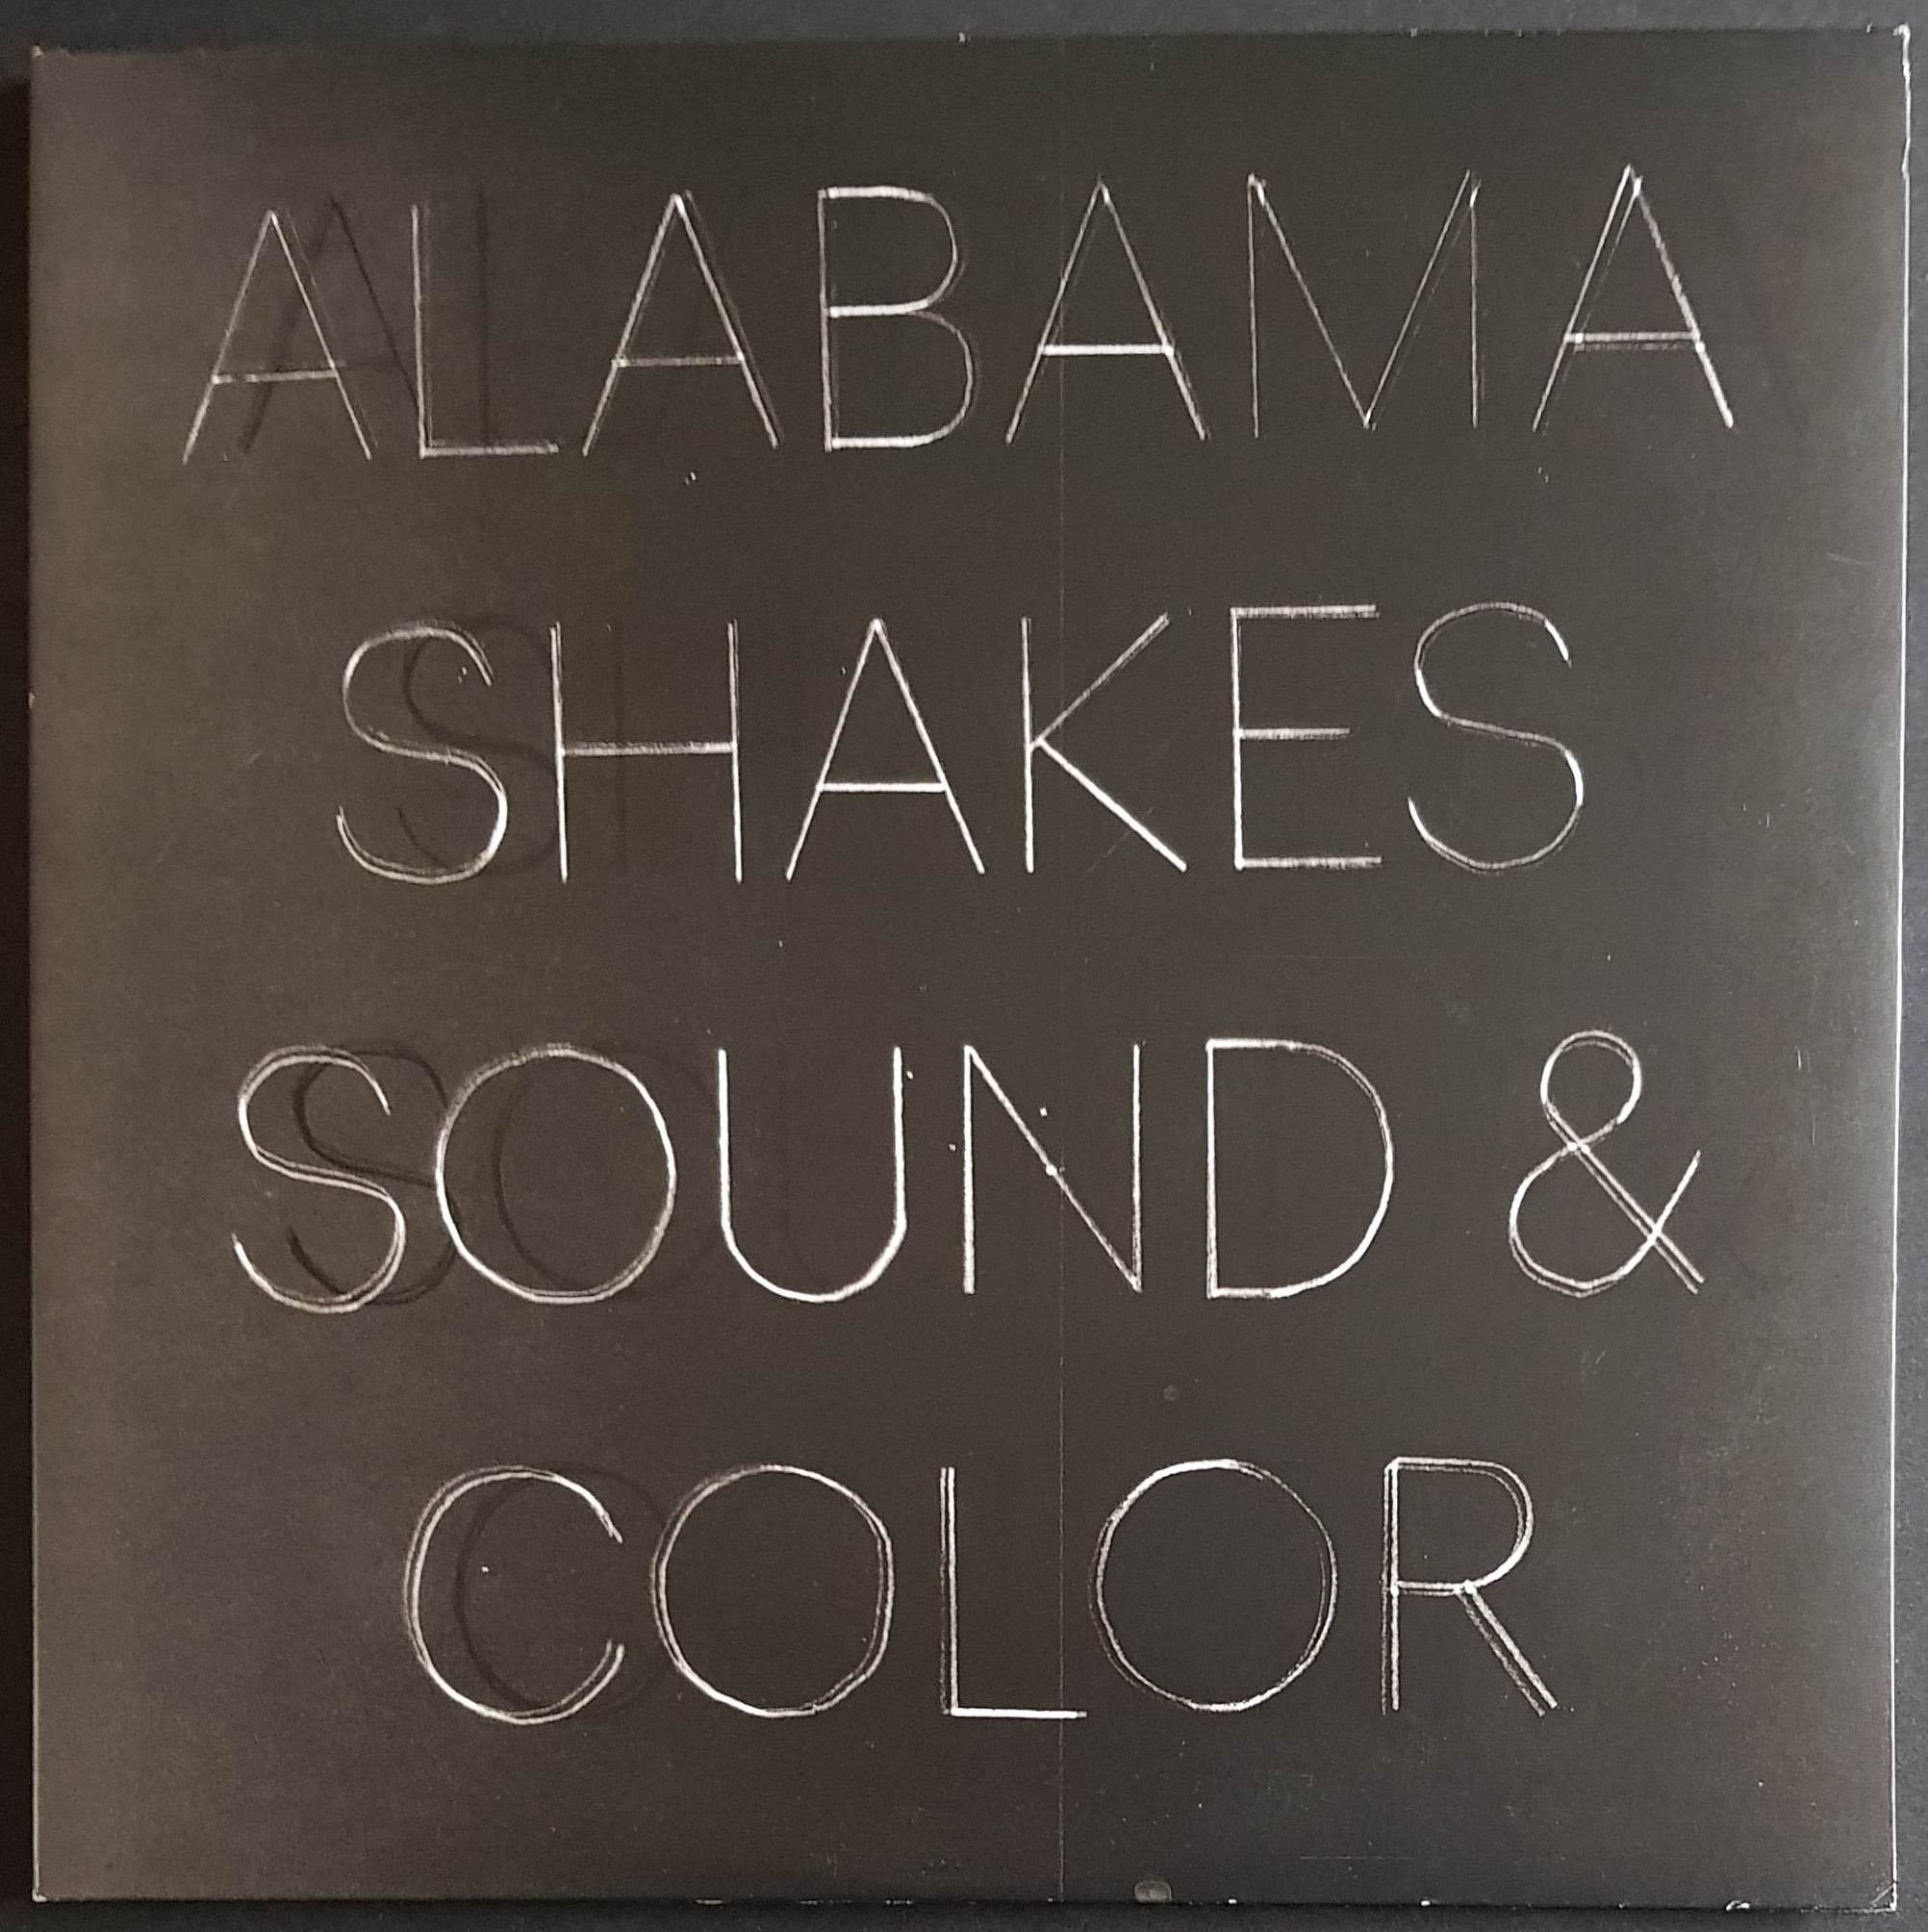 ALABAMA
SHAKES
SOUND &
COLOR